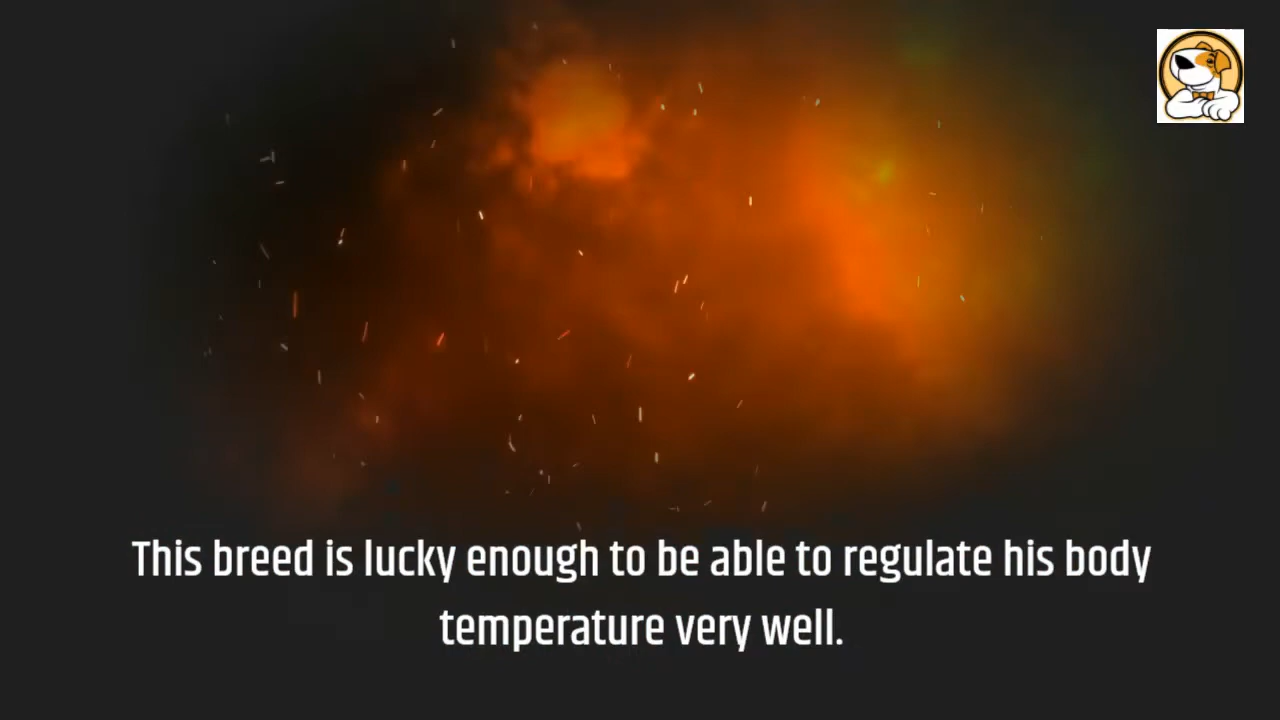 This breed is lucky enough to be able to regulate his body
temperature very well.